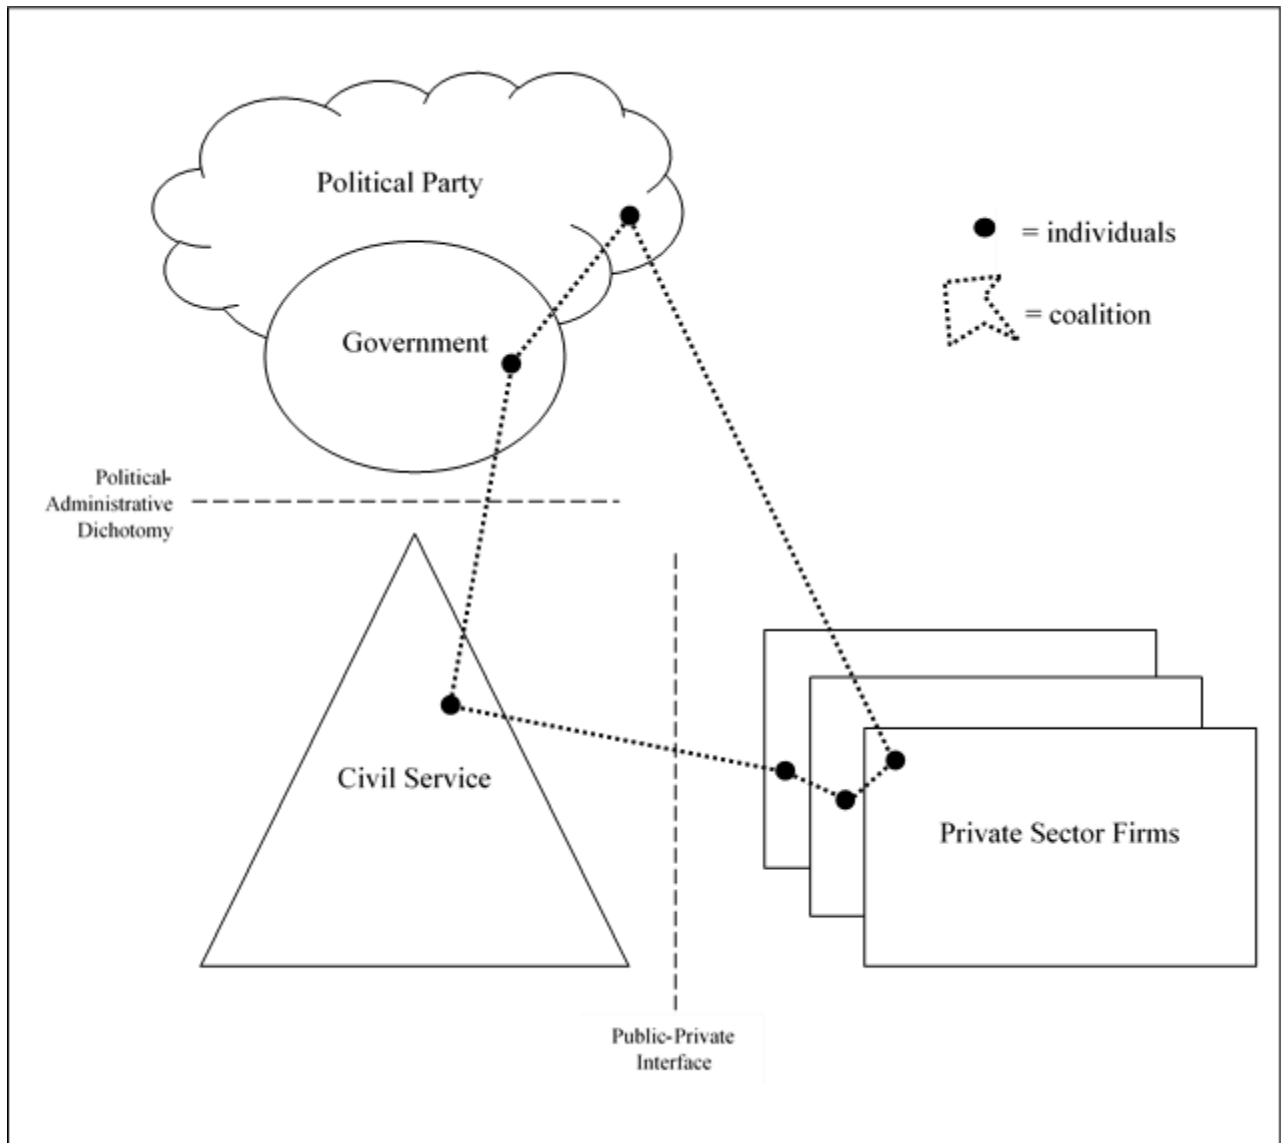 Political Party
= individuals
= coalition
Government
Political-
Administrative
Dichotomy
Civil Service
Private Sector Firms
Public-Private
Interface